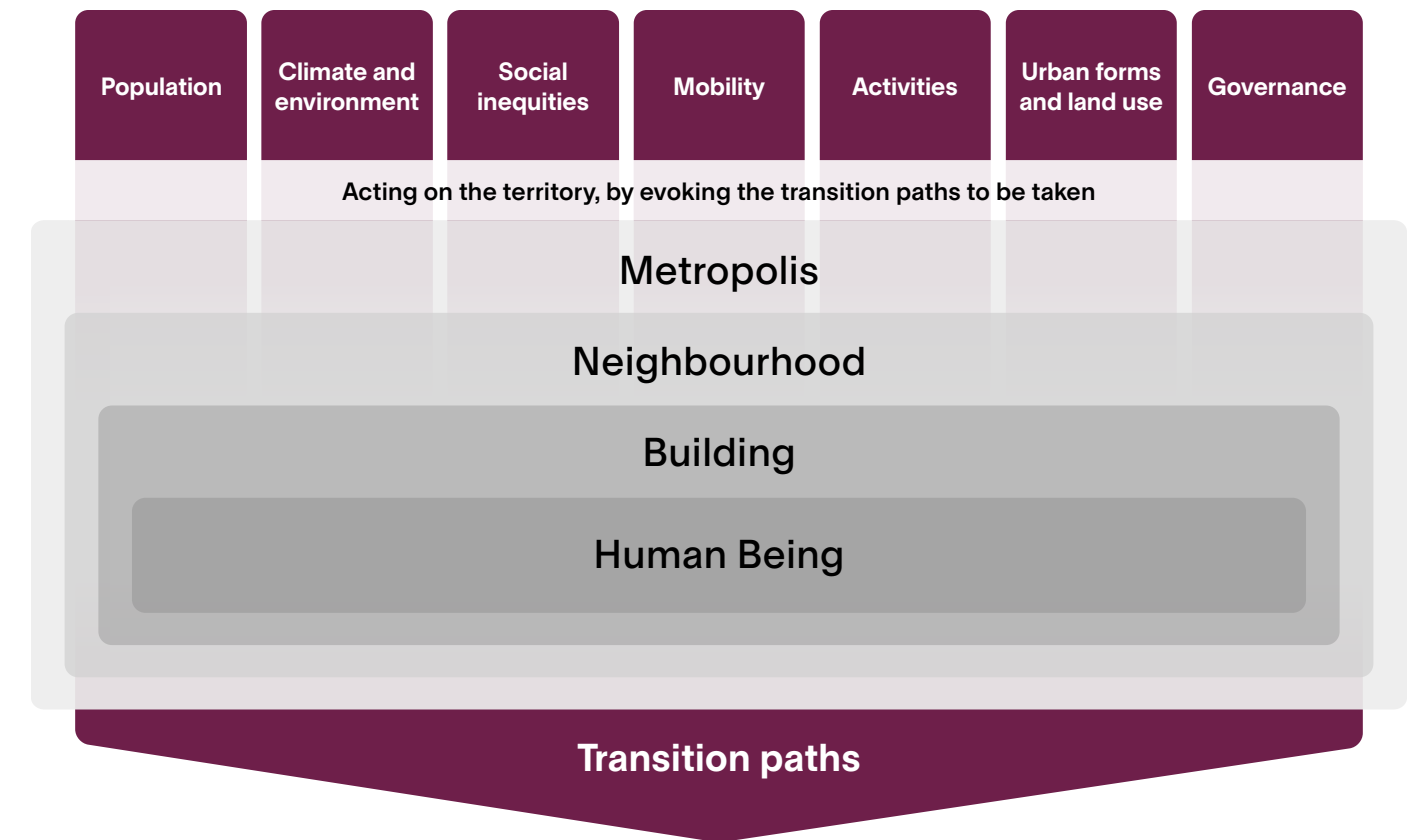 Population
Climate and
environment
Social
inequities
Mobility
Activities
Urban forms
and land use
Governance
Acting on the territory, by evoking the transition paths to be taken
Metropolis
Neighbourhood
Building
Human Being
Transition paths